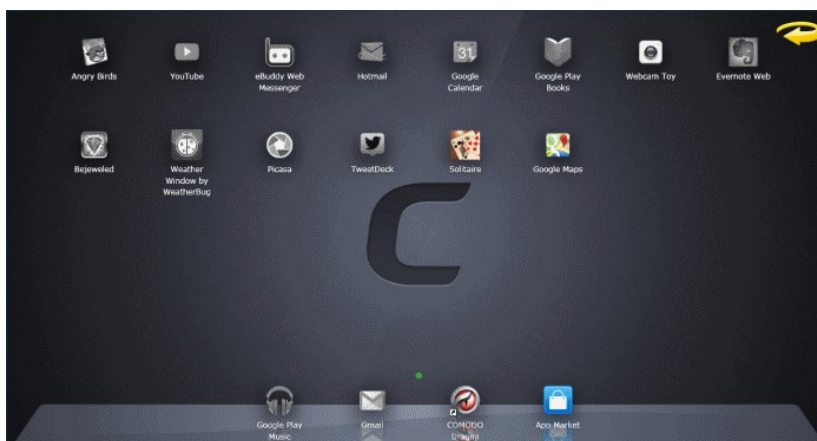 Angry Birds
YouTube
eBuddy Web
Messenger
Hotmail
31
Google
Calendar
Google Play
Books
Webcam Toy
Evernote Web
Bejeweled
Weather
Window by
WeatherBug
Picasa
TweetDeck
Solitaire
Google Maps
C
Google Play
Music
Gmail
COMODO
Dragon
App Market